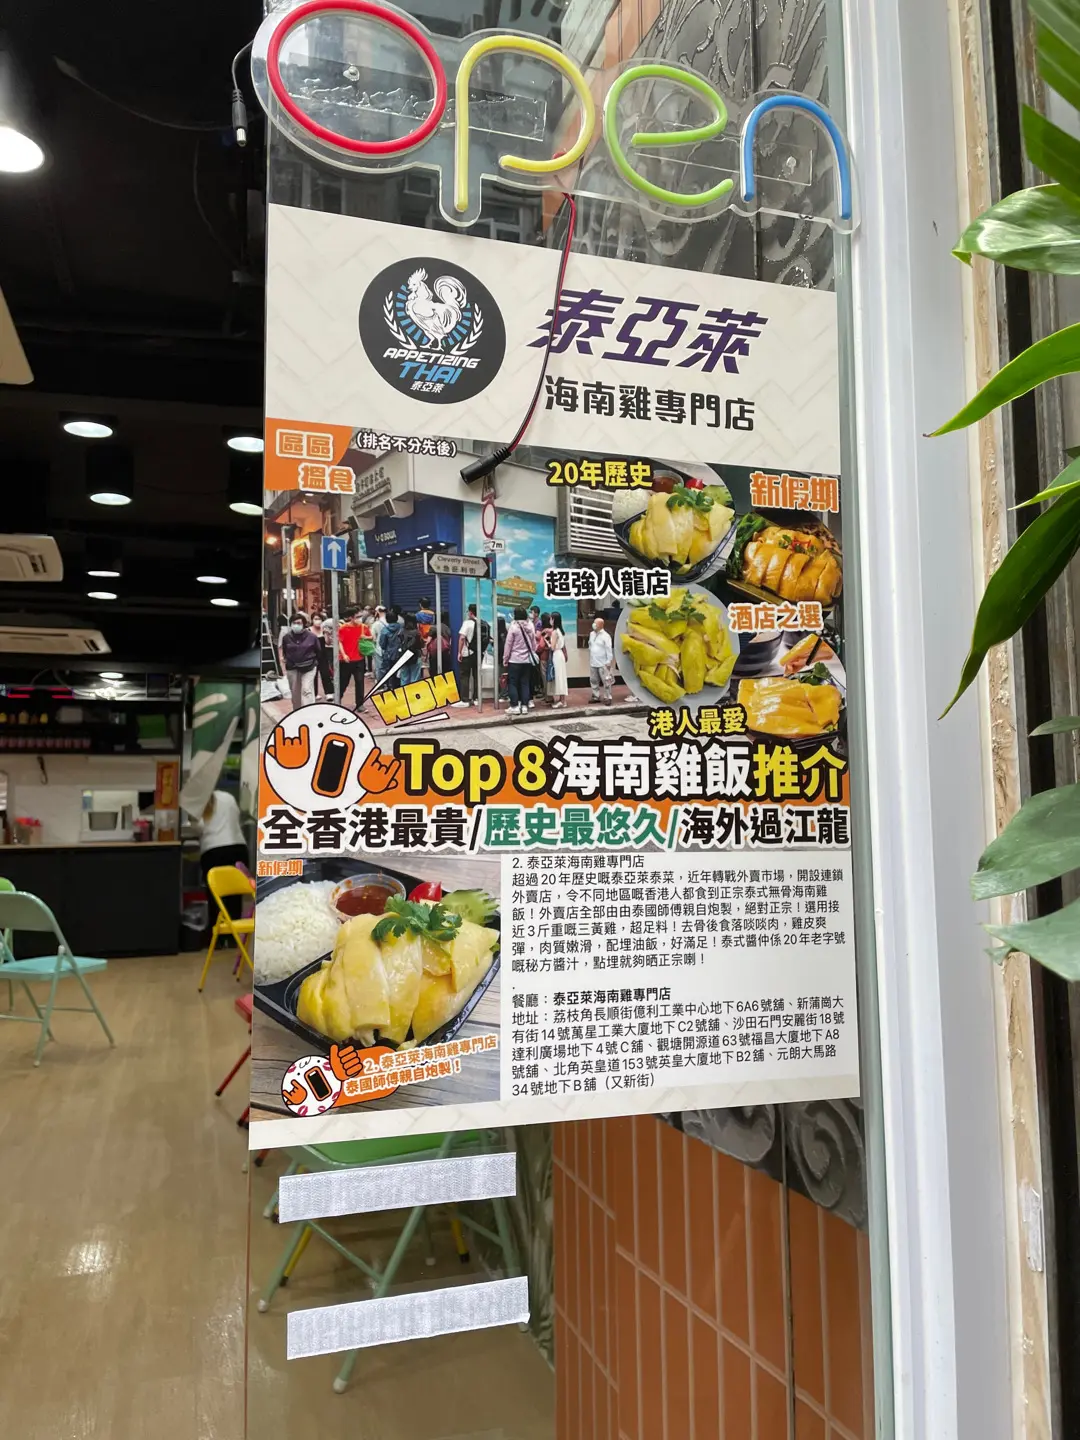 Open
泰亞萊
海南雞專門店
APPETIZING
THAI
泰亞萊
區區
搵食
(排名不分先後)
20年歷史
新假期
超強人龍店
酒店之選
Cleverly Street
急庇利街
7m
WOW
港人最愛
Top 8海南雞飯推介
全香港最貴/歷史最悠久/海外過江龍
新假期
2. 泰亞萊海南雞專門店
泰國師傅親自炮製！
2. 泰亞萊海南雞專門店
超過20年歷史嘅泰亞萊泰菜，近年轉戰外賣市場，開設連鎖
外賣店，令不同地區嘅香港人都食到正宗泰式無骨海南雞
飯！外賣店全部由由泰國師傅親自炮製，絕對正宗！選用接
近3斤重嘅三黃雞，超足料！去骨後食落啖啖肉，雞皮爽
彈，肉質嫩滑，配埋油飯，好滿足！泰式醬仲係20年老字號
嘅秘方醬汁，點埋就夠晒正宗喇！
.
餐廳：泰亞萊海南雞專門店
地址：荔枝角長順街億利工業中心地下6A6號舖、新蒲崗大
有街14號萬星工業大廈地下C2號舖、沙田石門安麗街18號
達利廣場地下4號C舖、觀塘開源道63號福昌大廈地下A8
號舖、北角英皇道153號英皇大廈地下B2舖、元朗大馬路
34號地下B舖（又新街）